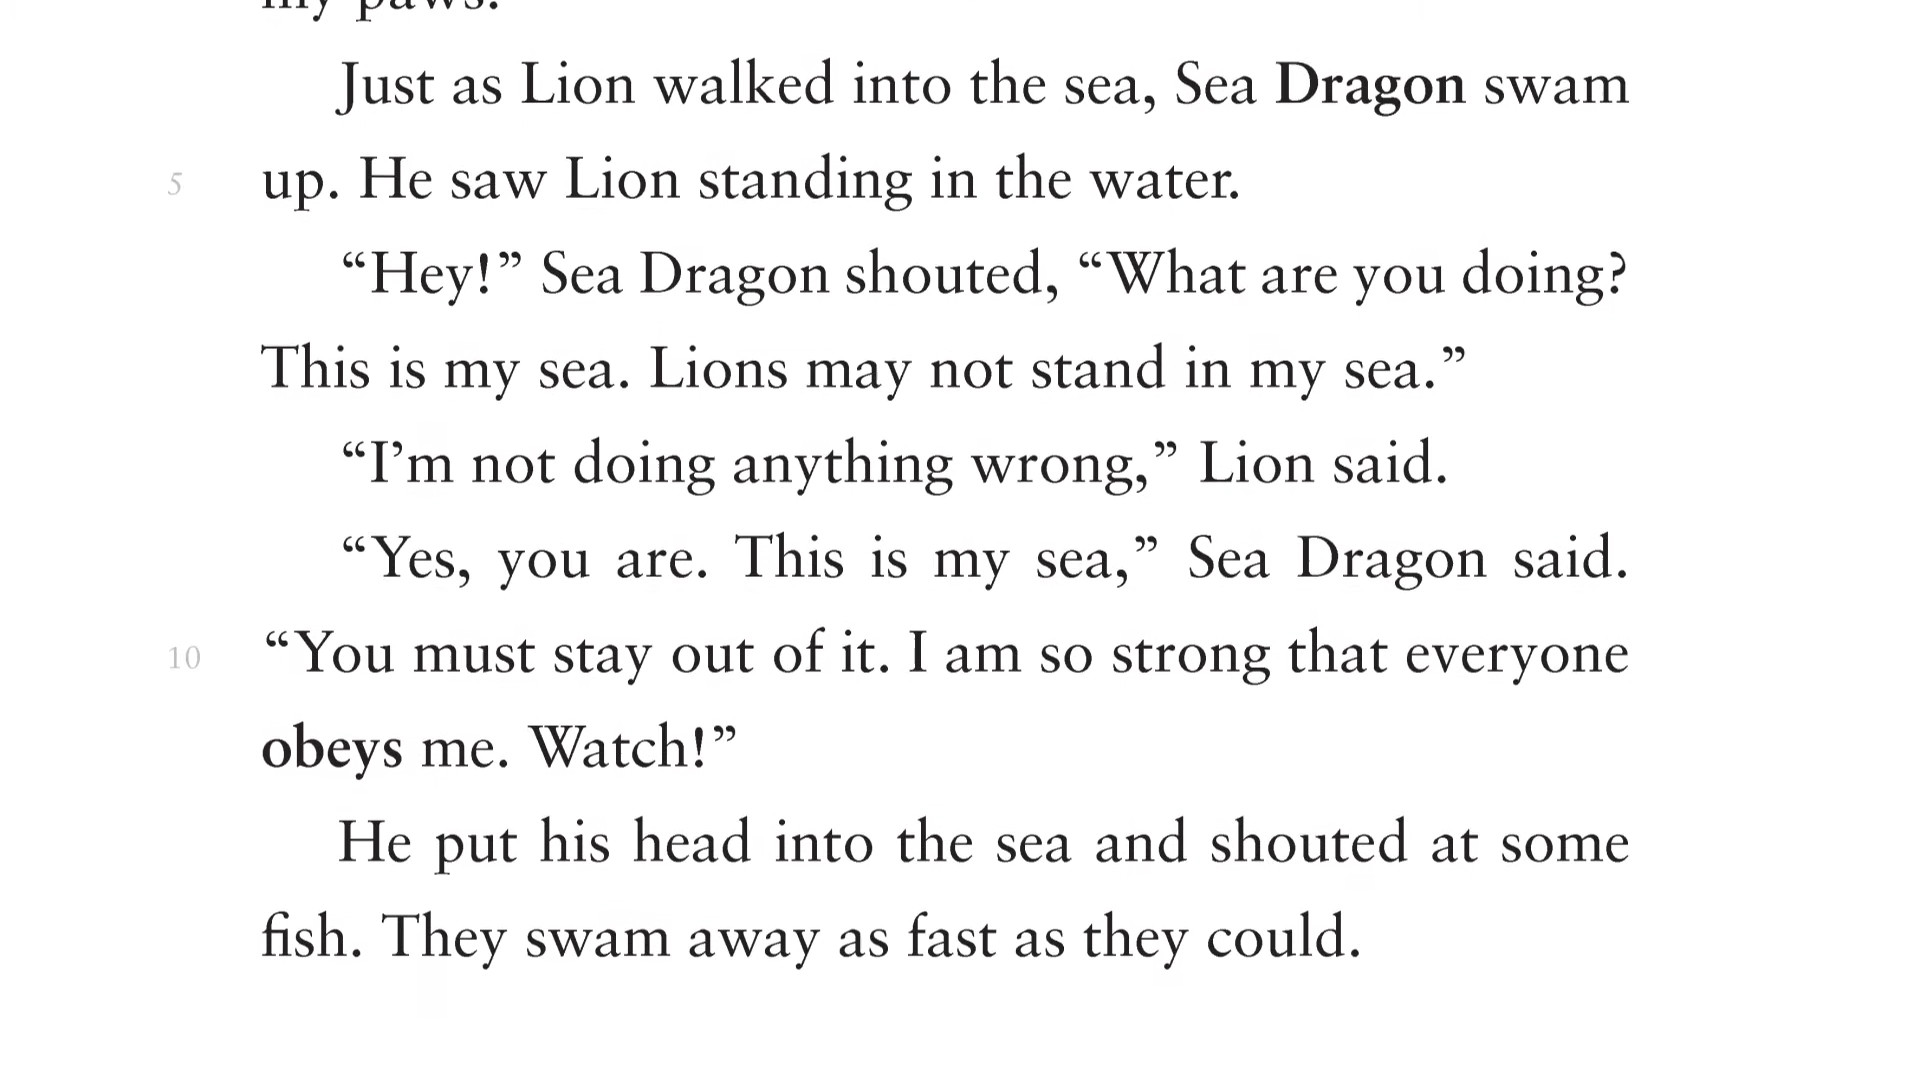 my paws.
Just as Lion walked into the sea, Sea Dragon swam
5 up. He saw Lion standing in the water.
“Hey!” Sea Dragon shouted, “What are you doing?
This is my sea. Lions may not stand in my sea.”
“I’m not doing anything wrong,” Lion said.
“Yes, you are. This is my sea,” Sea Dragon said.
10 “You must stay out of it. I am so strong that everyone
obeys me. Watch!”
He put his head into the sea and shouted at some
fish. They swam away as fast as they could.